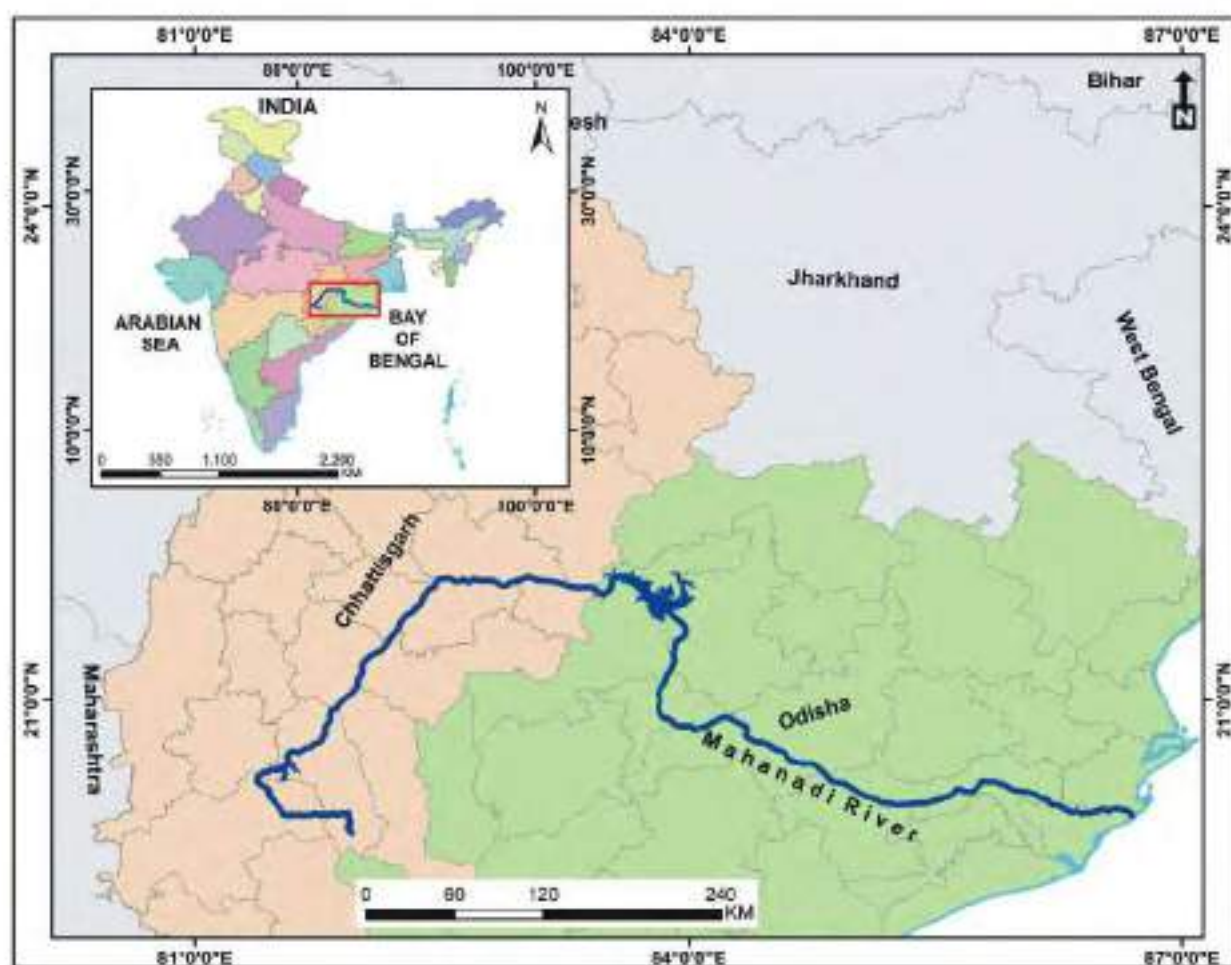 81°0'0"E 84°0'0"E 87°0'0"E
80°0'0"E 100°0'0"E
Bihar
N
INDIA
N
esh
24°0'0"N
30°0'0"N
30°0'0"N
24°0'0"N
Jharkhand
ARABIAN
SEA
BAY
OF
BENGAL
West Bengal
10°0'0"N
10°0'0"N
0 550 1,100 2,200
KM
80°0'0"E 100°0'0"E
Chhattisgarh
Maharashtra
21°0'0"N
21°0'0"N
Odisha
Mahanadi River
0 60 120 240
KM
81°0'0"E 84°0'0"E 87°0'0"E